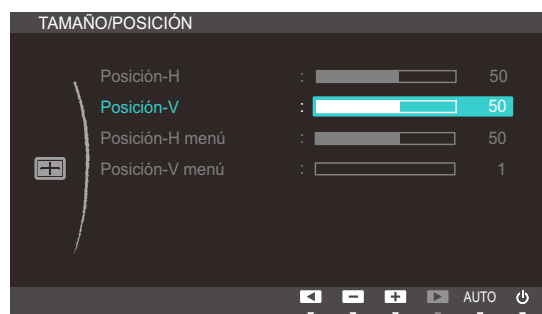 TAMAÑO/POSICIÓN
Posición-H : 50
Posición-V : 50
Posición-H menú : 50
Posición-V menú : 1
AUTO